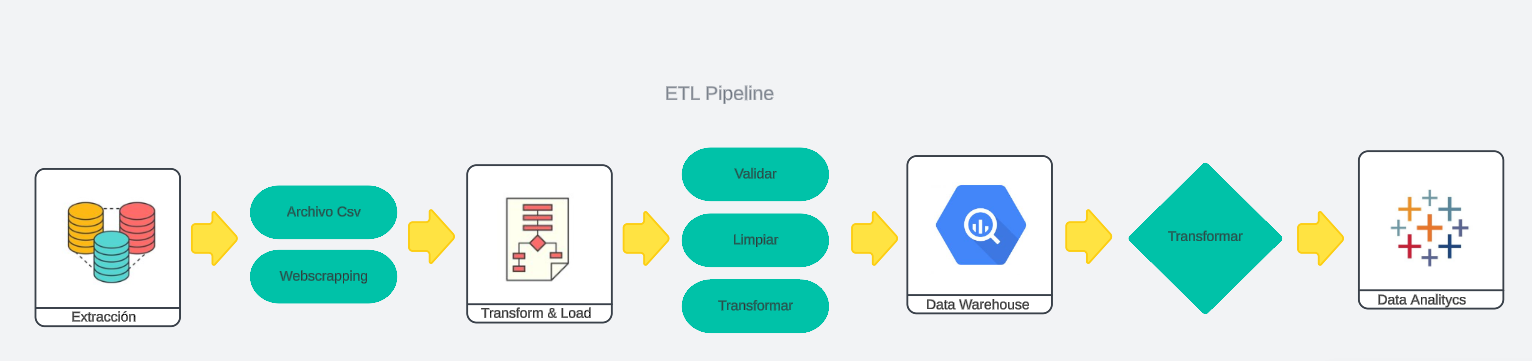 ETL Pipeline
Extracción
Archivo Csv
Webscrapping
Transform & Load
Validar
Limpiar
Transformar
Data Warehouse
Transformar
Data Analitycs